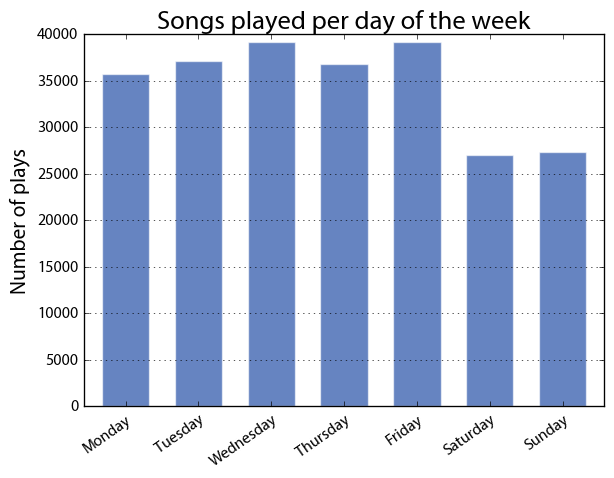 Songs played per day of the week
Number of plays
40000
35000
30000
25000
20000
15000
10000
5000
0
Monday
Tuesday
Wednesday
Thursday
Friday
Saturday
Sunday